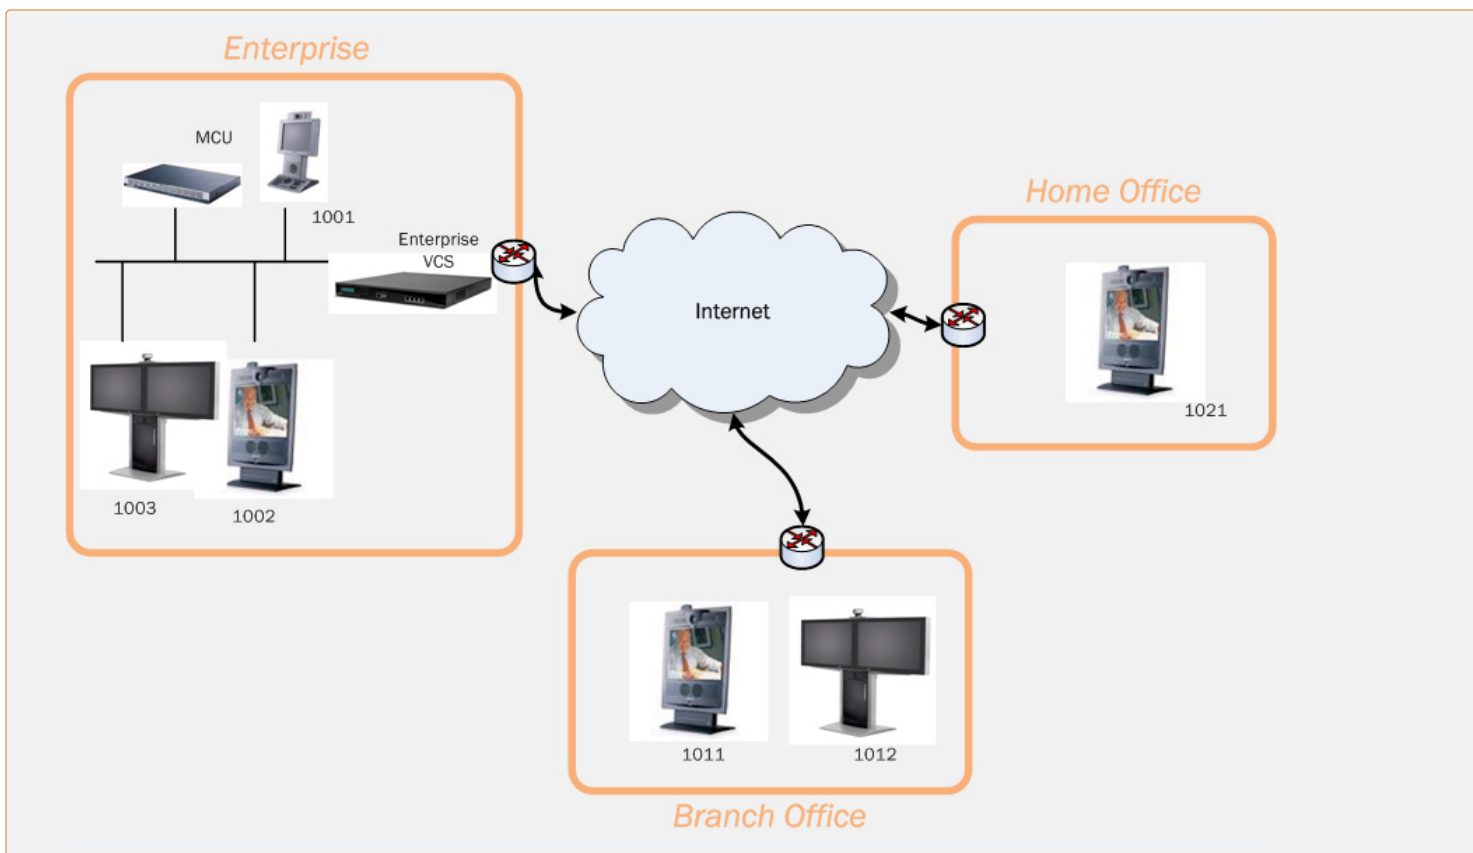 Enterprise
MCU
1001
Enterprise
VCS
Home Office
Internet
1021
1003
1002
1011
1012
Branch Office